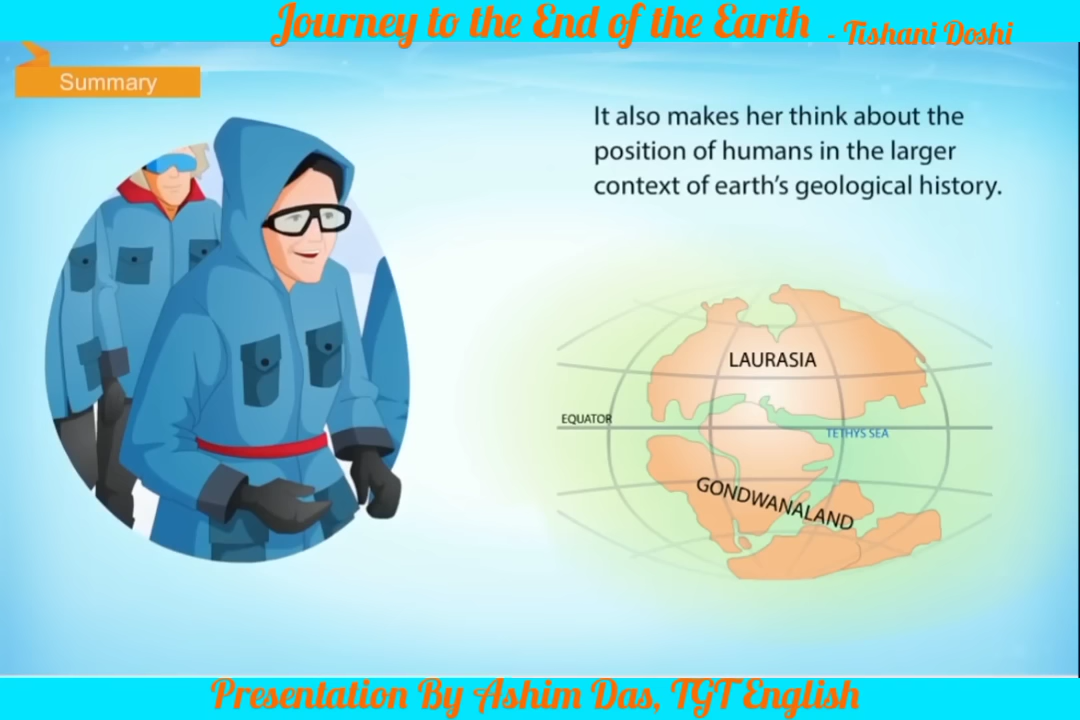 Journey to the End of the Earth - Tishani Doshi
Summary
It also makes her think about the
position of humans in the larger
context of earth's geological history.
LAURASIA
EQUATOR
TETHYS SEA
GONDWANALAND
Presentation By Ashim Das, TGT English